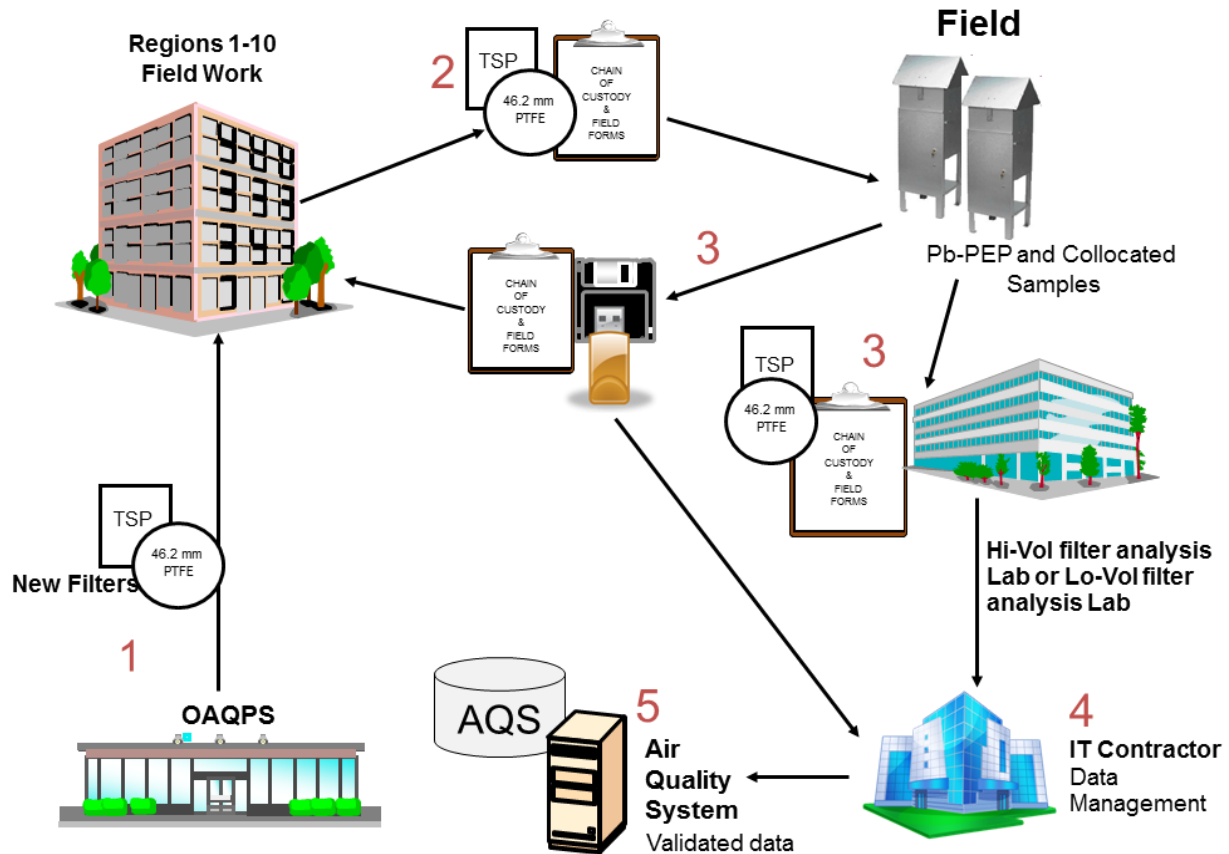 Regions 1-10
Field Work
2
TSP
46.2 mm
PTFE
CHAIN
OF
CUSTODY
&
FIELD
FORMS
Field
Pb-PEP and Collocated
Samples
3
CHAIN
OF
CUSTODY
&
FIELD
FORMS
3
TSP
46.2 mm
PTFE
CHAIN
OF
CUSTODY
&
FIELD
FORMS
Hi-Vol filter analysis
Lab or Lo-Vol filter
analysis Lab
TSP
46.2 mm
PTFE
New Filters
1
OAQPS
AQS
5
Air
Quality
System
Validated data
4
IT Contractor
Data
Management